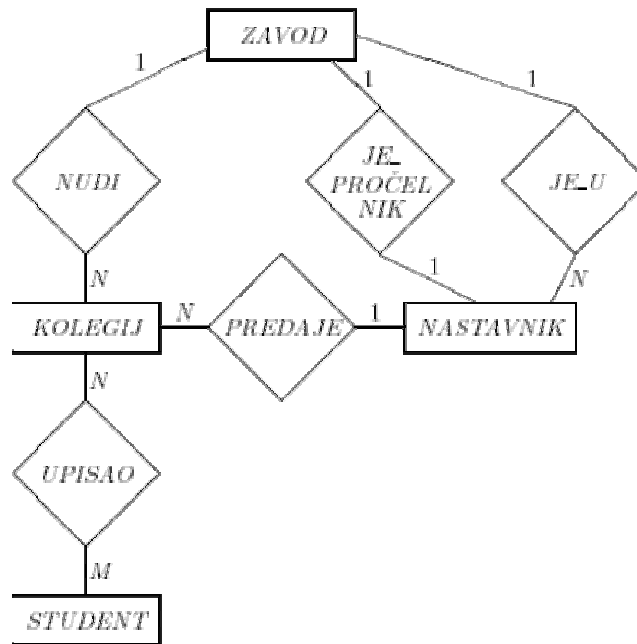 ZAVOD
1
1
1
NUDI
JE_
PROČEL
NIK
JE_U
N
1
N
KOLEGIJ
N
PREDAJE
1
NASTAVNIK
N
UPISAO
M
STUDENT